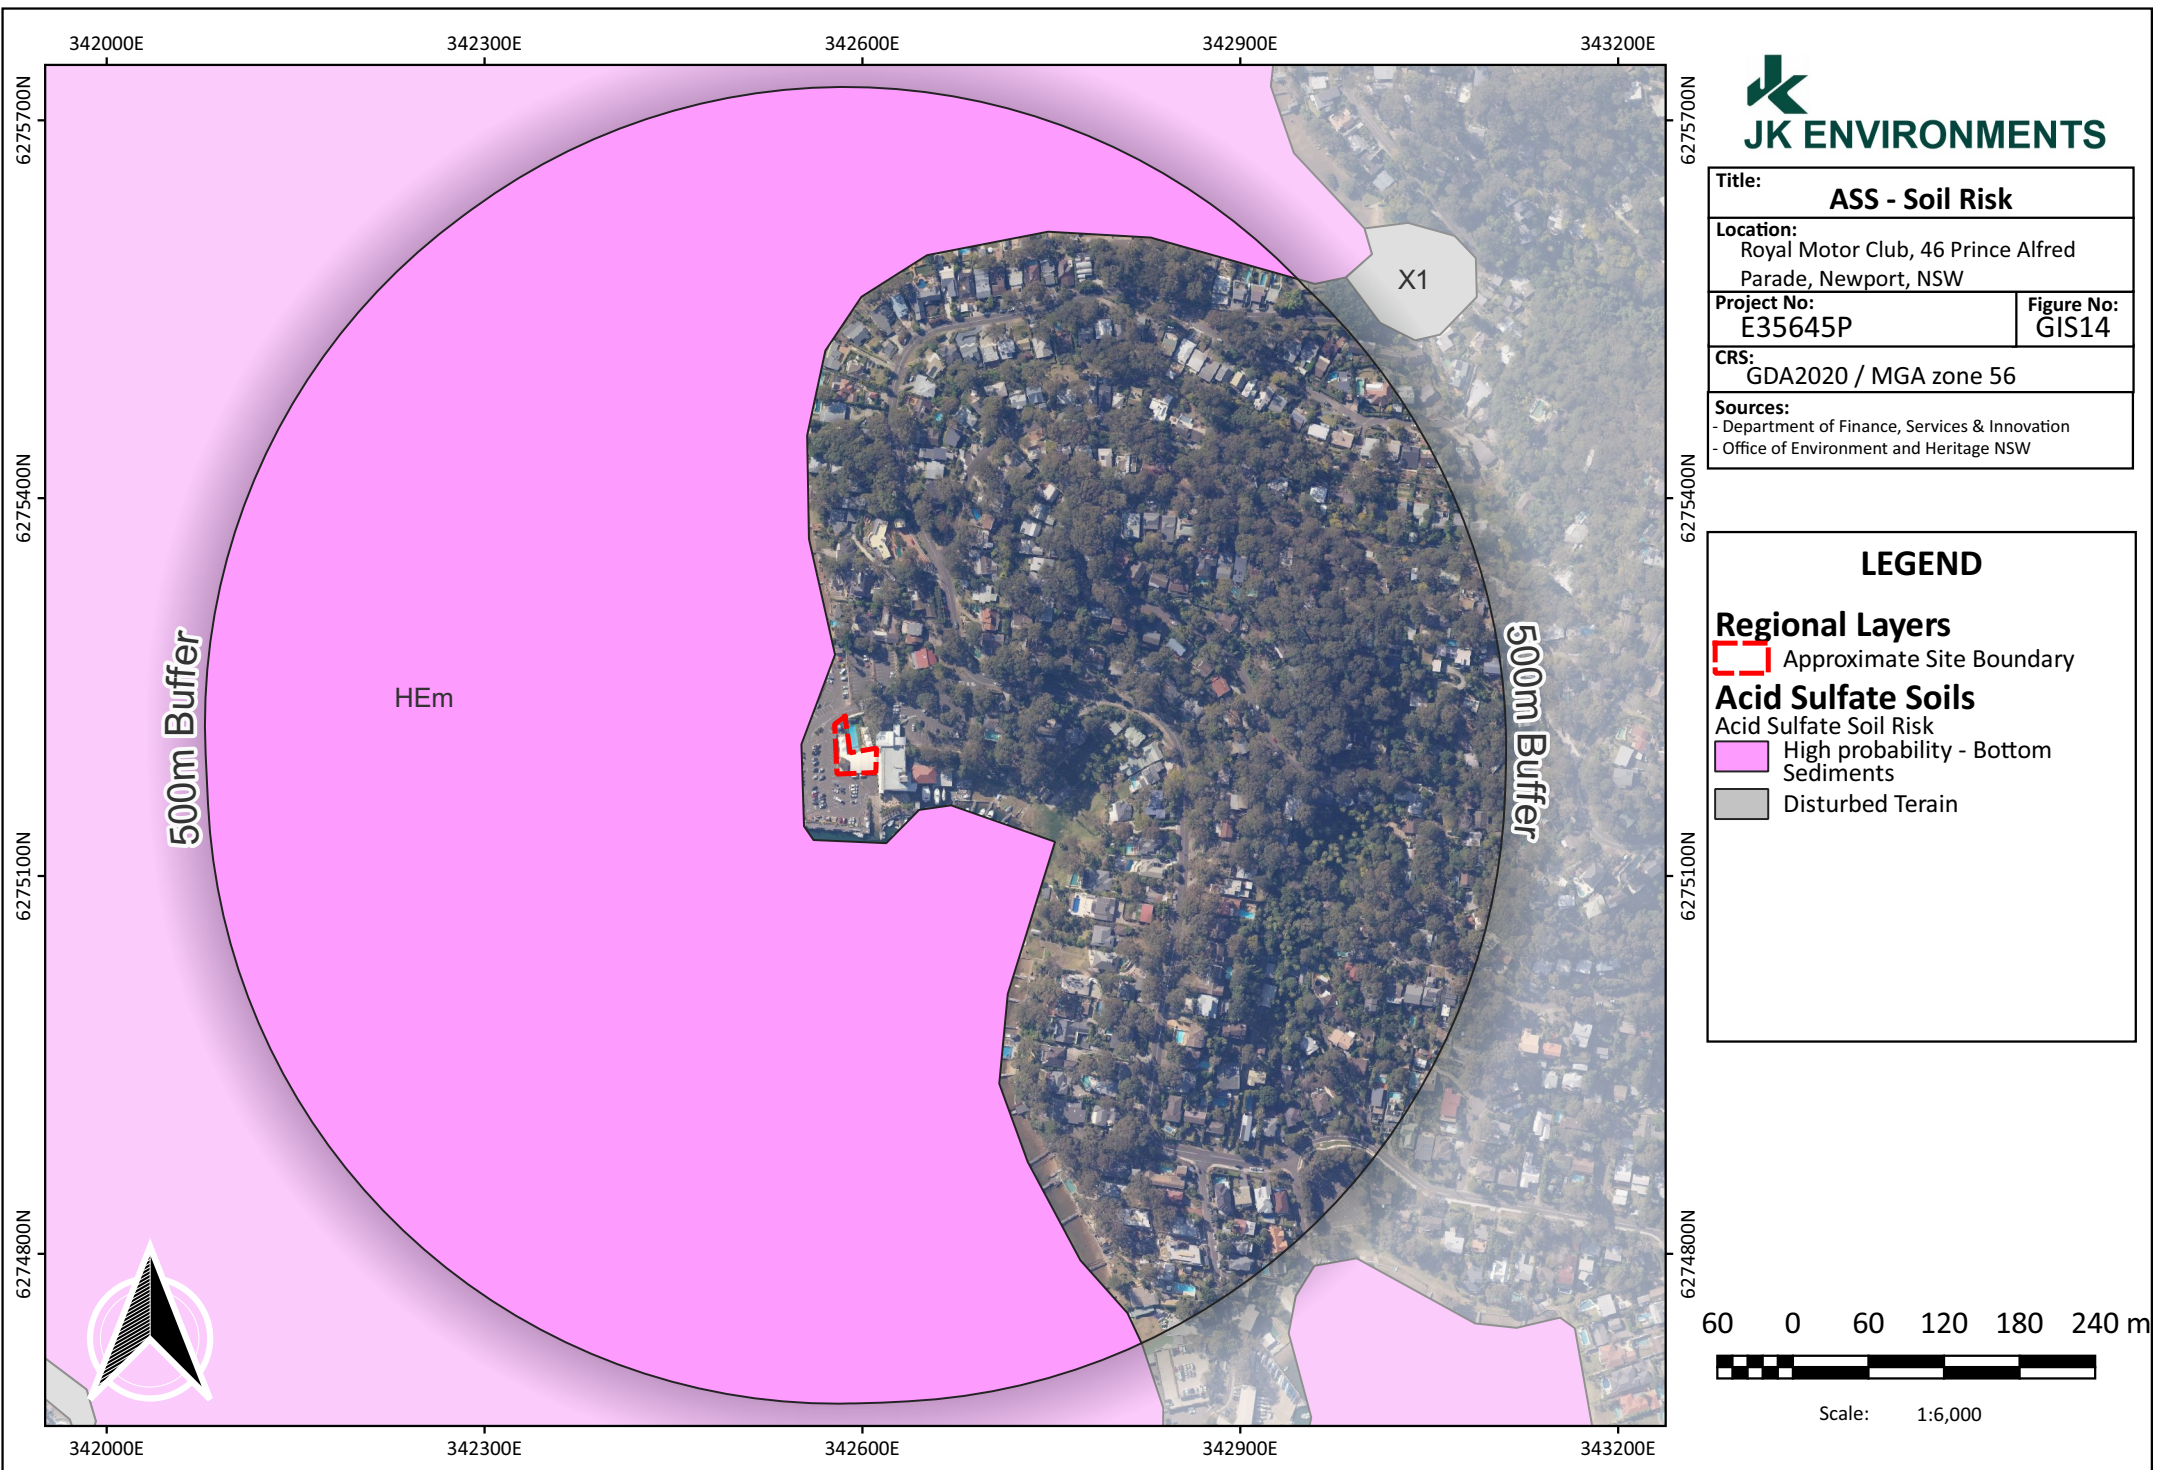 342000E
342300E
342600E
342900E
343200E
6275700N
6275400N
6275100N
6274800N
6275700N
6275400N
6275100N
6274800N
X1
HEm
500m Buffer
500m Buffer
342000E
342300E
342600E
342900E
343200E
JK ENVIRONMENTS
Title:
ASS - Soil Risk
Location:
Royal Motor Club, 46 Prince Alfred
Parade, Newport, NSW
Project No:
E35645P
Figure No:
GIS14
CRS:
GDA2020 / MGA zone 56
Sources:
- Department of Finance, Services & Innovation
- Office of Environment and Heritage NSW
LEGEND
Regional Layers
Approximate Site Boundary
Acid Sulfate Soils
Acid Sulfate Soil Risk
High probability - Bottom
Sediments
Disturbed Terain
60 0 60 120 180 240 m
Scale: 1:6,000